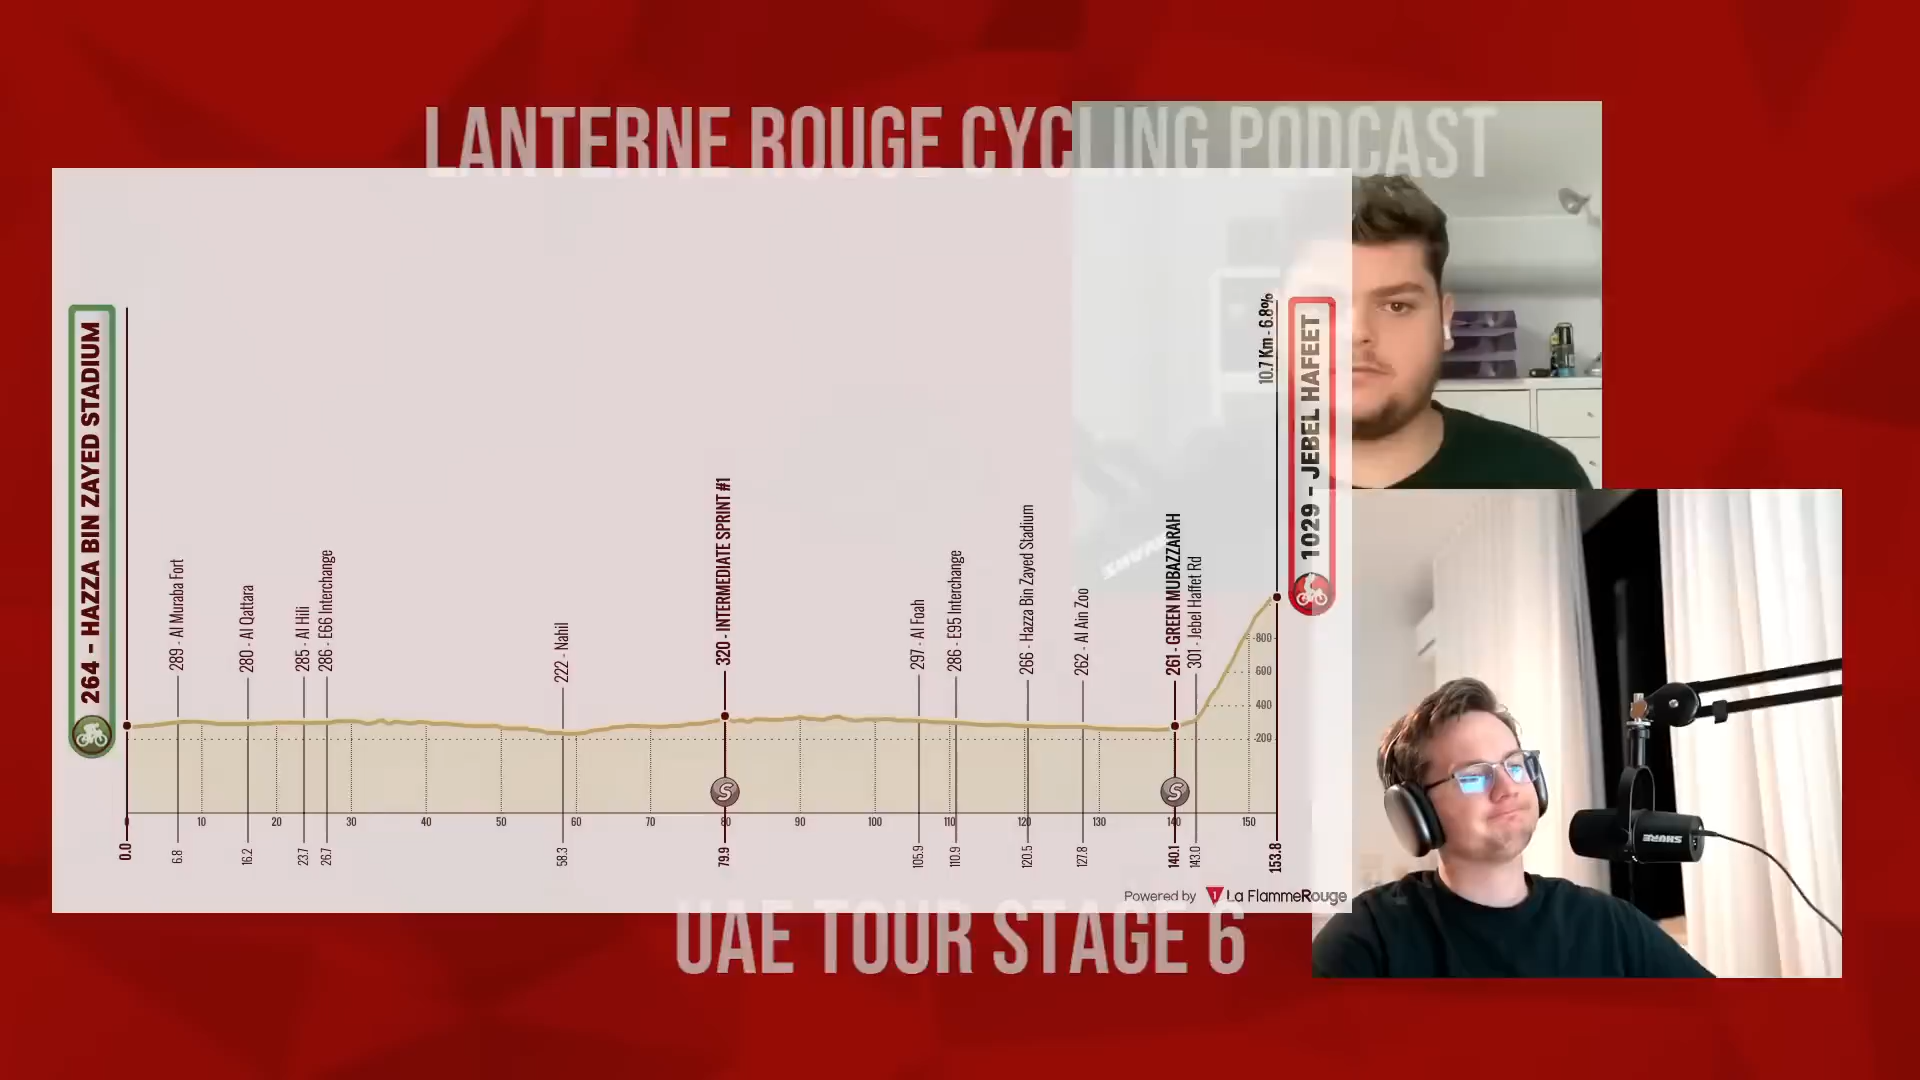 LANTERNE ROUGE CYCLING PODCAST
264 - HAZZA BIN ZAYED STADIUM
289 - Al Muraba Fort
280 - Al Qattara
285 - Al Hili
286 - E66 Interchange
222 - Nahil
320 - INTERMEDIATE SPRINT #1
297 - Al Foah
286 - E95 Interchange
266 - Hazza Bin Zayed Stadium
262 - Al Ain Zoo
261 - GREEN MUBAZZARAH
301 - Jebel Haffet Rd
10.7 Km - 6.8%
1029 - JEBEL HAFEET
800
600
400
200
S
S
0 10 20 30 40 50 60 70 80 90 100 110 120 130 140 150
0.0 6.8 16.2 23.7 26.7 58.3 79.9 105.9 110.9 120.5 127.8 140.1 143.0 153.8
Powered by 1 La FlammeRouge
UAE TOUR STAGE 6
SHURE
SHURE